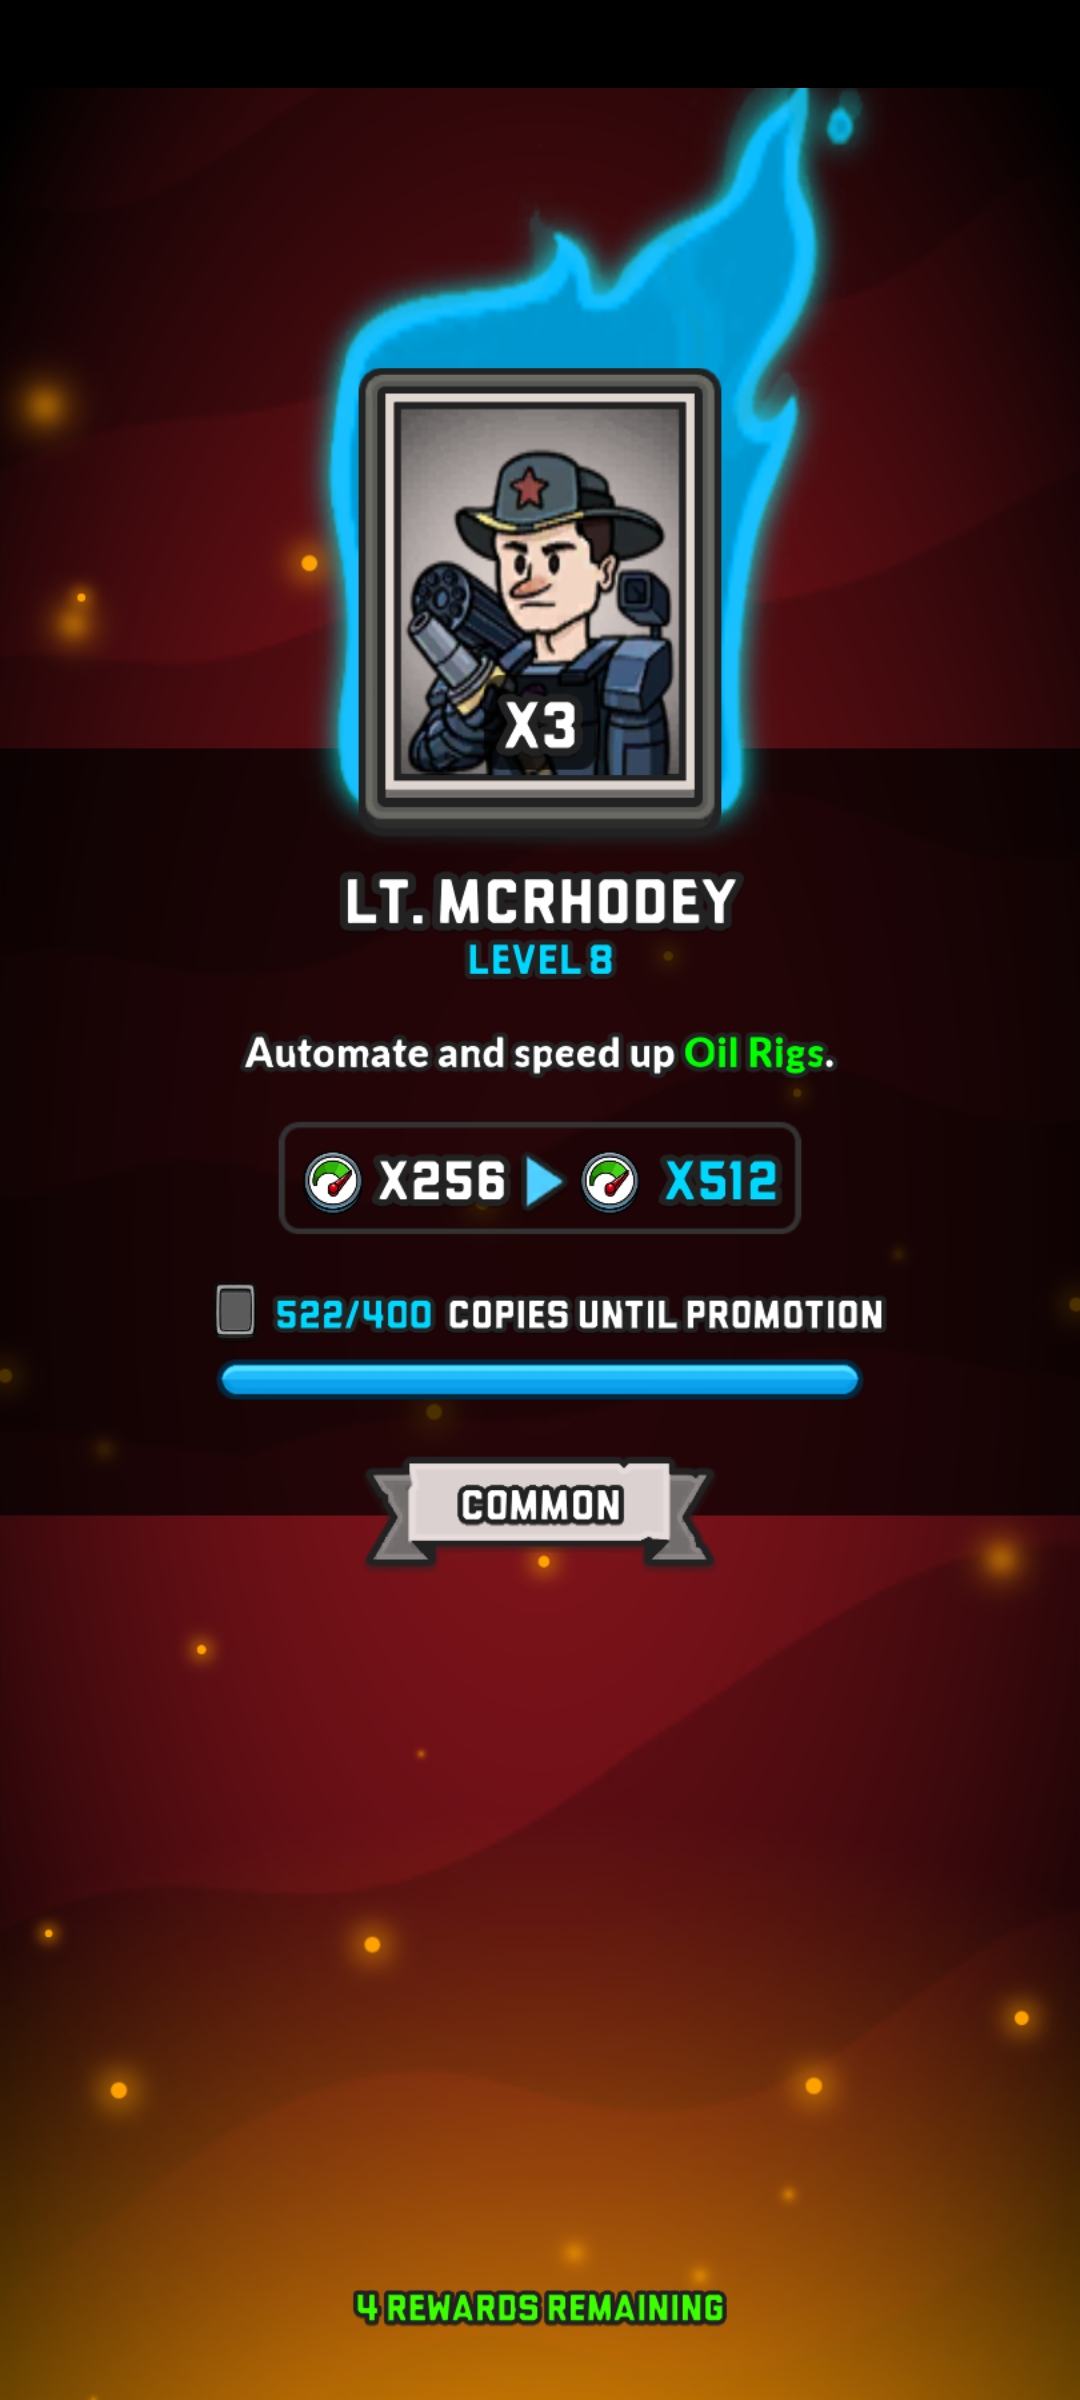 X3
LT. MCRHODEY
LEVEL 8
Automate and speed up Oil Rigs.
X256 X512
522/400 COPIES UNTIL PROMOTION
COMMON
4 REWARDS REMAINING